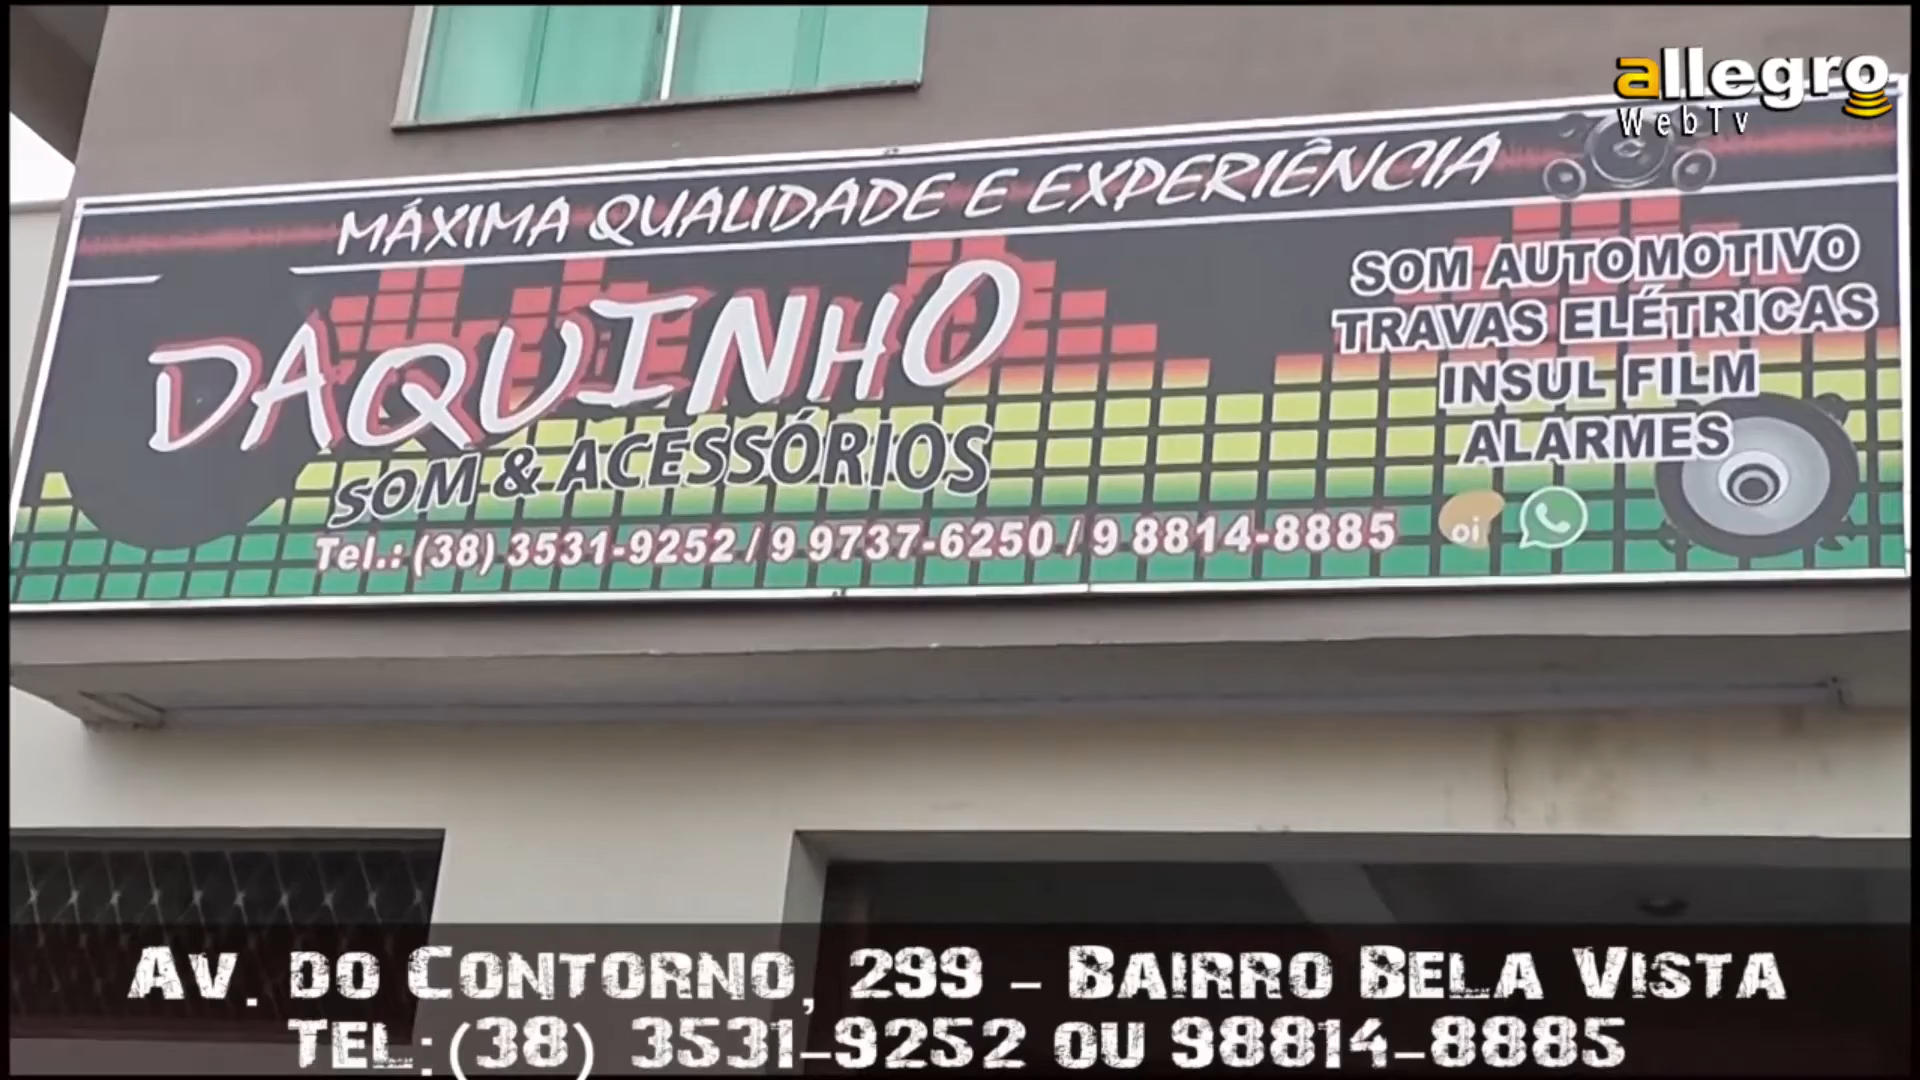 allegro
WebTv
MÁXIMA QUALIDADE E EXPERIÊNCIA
DAQUINHO
SOM & ACESSÓRIOS
SOM AUTOMOTIVO
TRAVAS ELÉTRICAS
INSUL FILM
ALARMES
Tel.: (38) 3531-9252 / 9 9737-6250 / 9 8814-8885
oi
Av. do Contorno, 299 - Bairro Bela Vista
Tel: (38) 3531-9252 ou 98814-8885